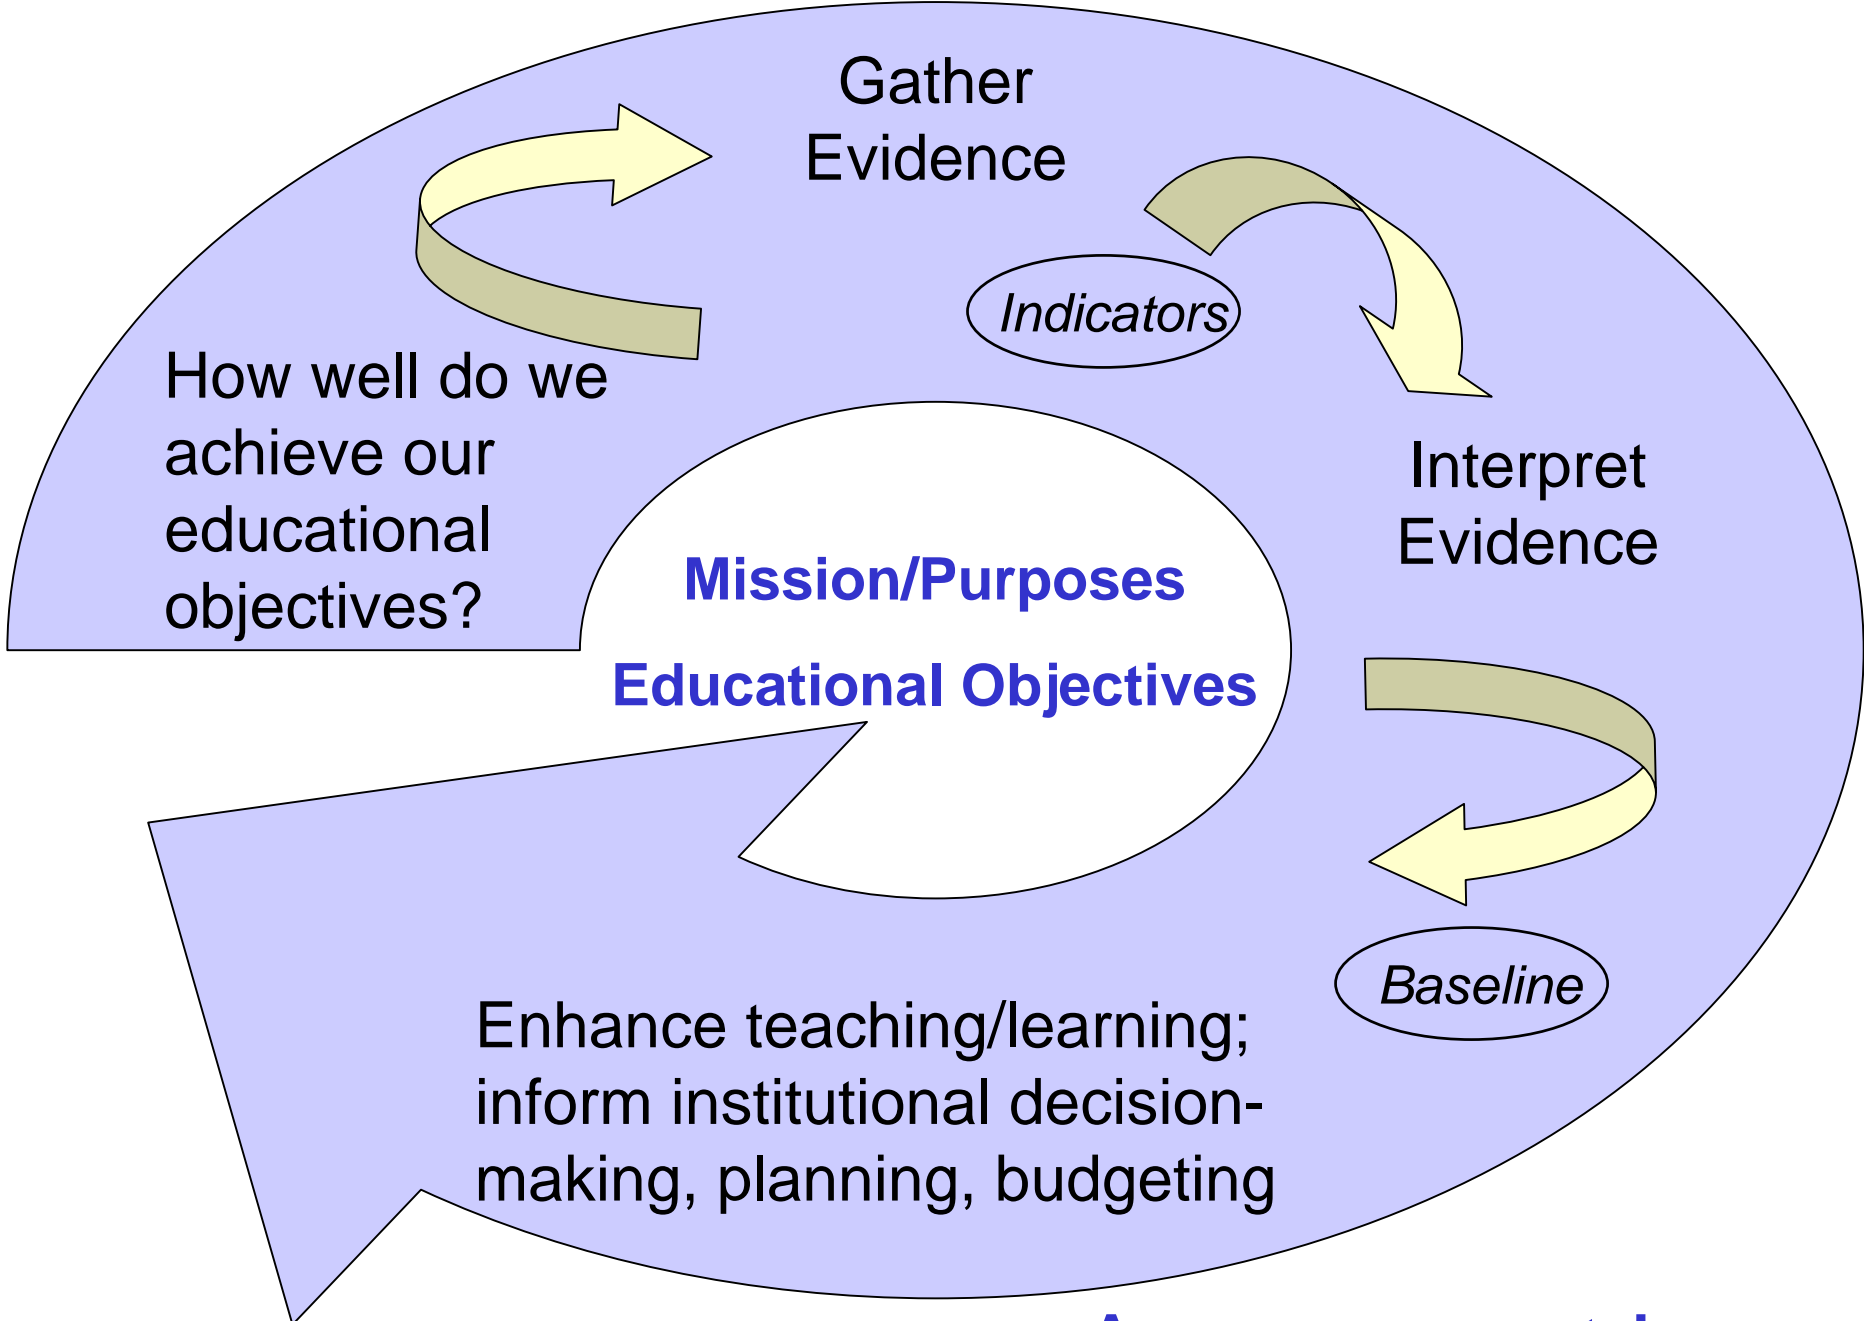 Gather
Evidence
Indicators
How well do we
achieve our
educational
objectives?
Interpret
Evidence
Mission/Purposes
Educational Objectives
Baseline
Enhance teaching/learning;
inform institutional decision-
making, planning, budgeting